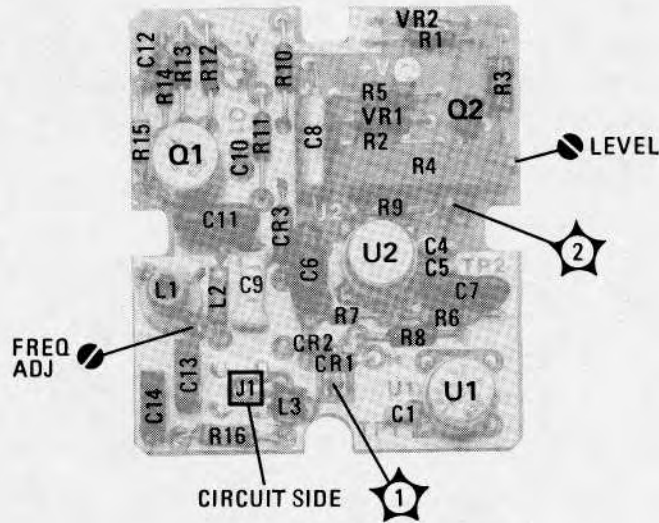 VR2
R1
C12
R14
R13
R12
R10
V
R3
R5
VR1
Q2
R2
R15
Q1
C10
R11
C8
R4
LEVEL
C11
CR3
J2
R9
2
U2
C4
C5
TP2
C7
C6
L1
L2
C9
R7
R6
R8
FREQ
ADJ
CR2
CR1
C13
C14
J1
L3
U1
U1
C1
R16
CIRCUIT SIDE
1